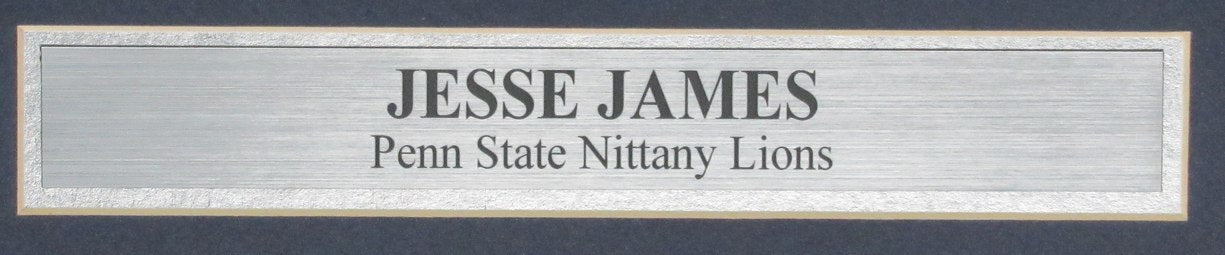 JESSE JAMES
Penn State Nittany Lions